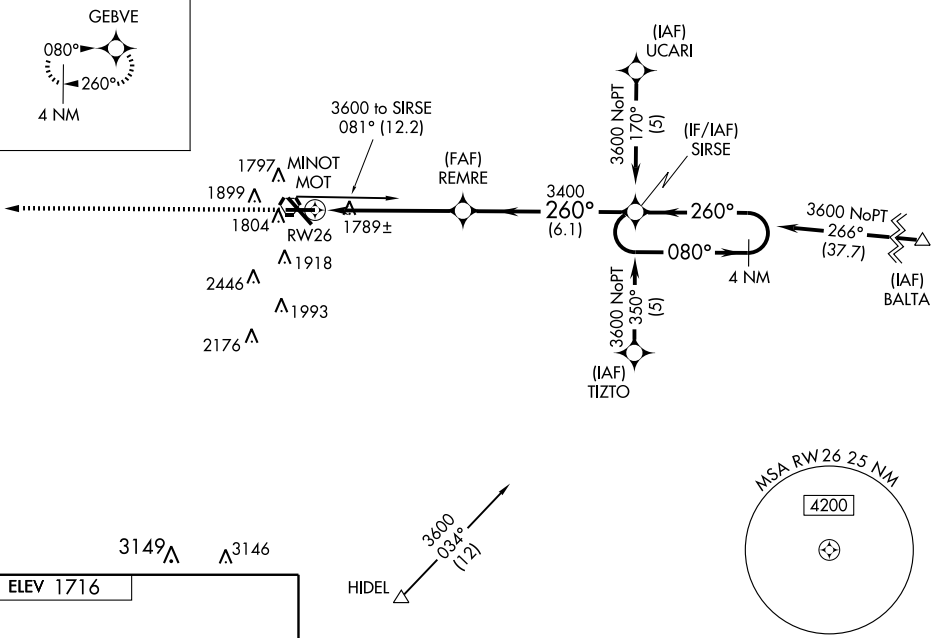 GEBVE
080°
260°
4 NM
(IAF)
UCARI
3600 NoPT
170°
(5)
3600 to SIRSE
081° (12.2)
(IF/IAF)
SIRSE
1797
MINOT
MOT
(FAF)
REMRE
1899
3400
260°
(6.1)
260°
3600 NoPT
266°
(37.7)
1804
RW26
1789±
080°
4 NM
(IAF)
BALTA
1918
2446
1993
3600 NoPT
350°
(5)
2176
(IAF)
TIZTO
MSA RW26 25 NM
4200
3149
3146
3600
034°
(12)
HIDEL
ELEV 1716